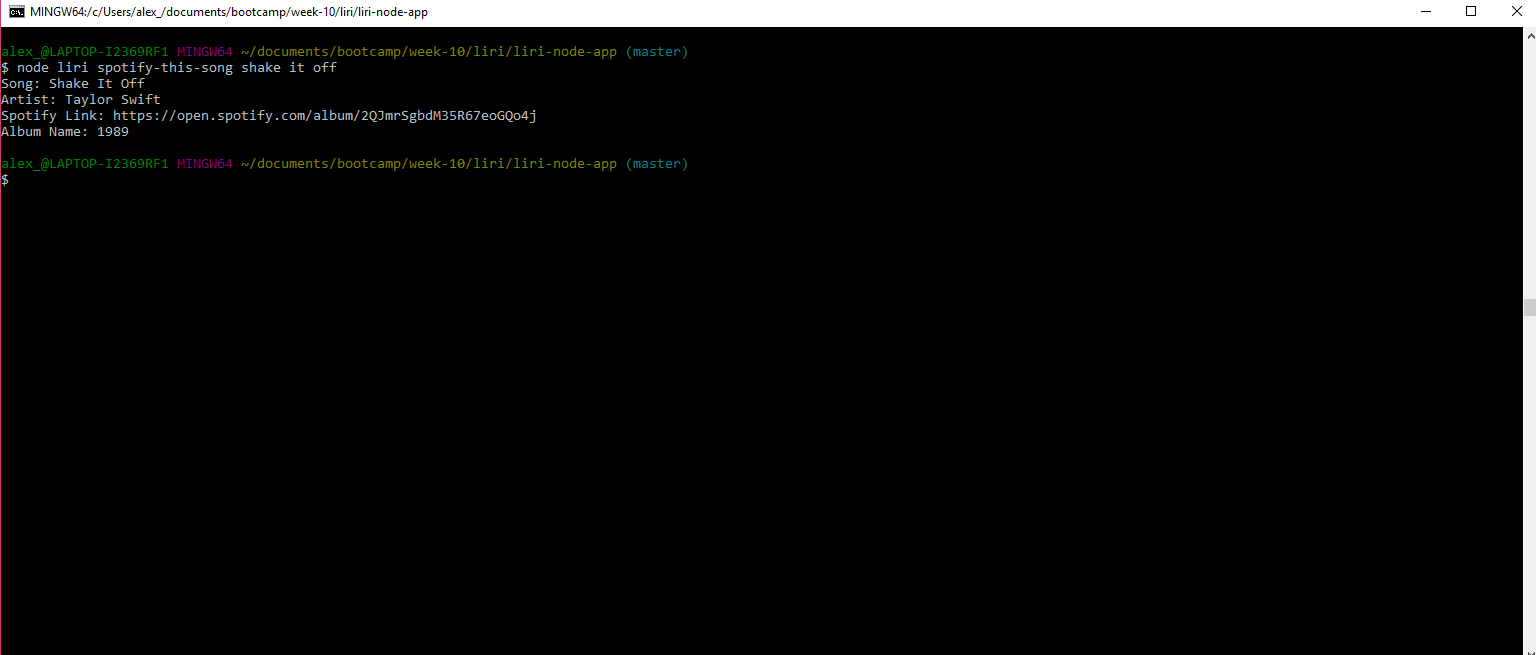 MINGW64:/c/Users/alex_/documents/bootcamp/week-10/liri/liri-node-app
alex_@LAPTOP-I2369RF1 MINGW64 ~/documents/bootcamp/week-10/liri/liri-node-app (master)
$ node liri spotify-this-song shake it off
Song: Shake It Off
Artist: Taylor Swift
Spotify Link: https://open.spotify.com/album/2QJmrSgbdM35R67eoGQo4j
Album Name: 1989
alex_@LAPTOP-I2369RF1 MINGW64 ~/documents/bootcamp/week-10/liri/liri-node-app (master)
$